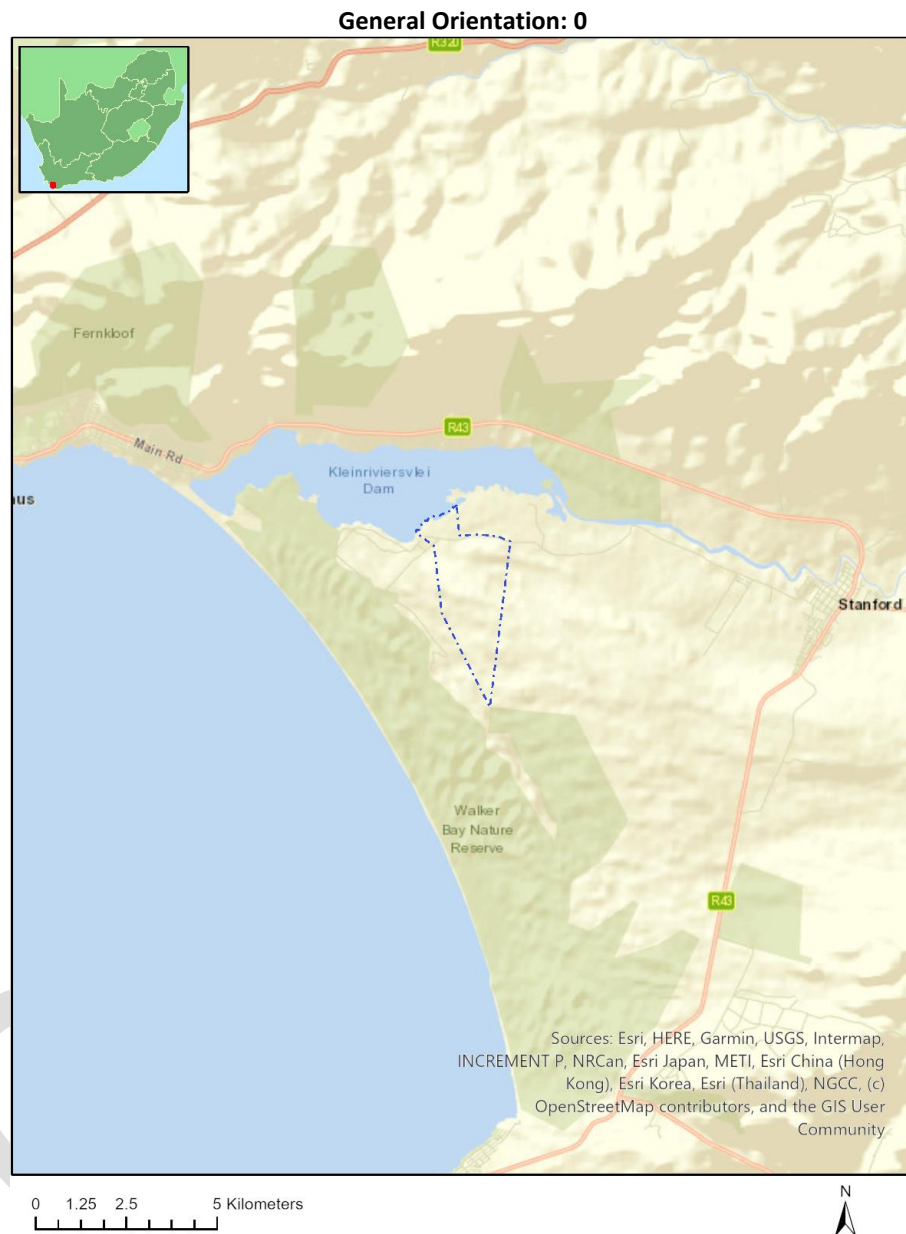 General Orientation: 0
R320
Fernkloof
Main Rd
R43
Kleinriviersvlei
Dam
us
Stanford
Walker
Bay Nature
Reserve
R43
Sources: Esri, HERE, Garmin, USGS, Intermap,
INCREMENT P, NRCan, Esri Japan, METI, Esri China (Hong
Kong), Esri Korea, Esri (Thailand), NGCC, (c)
OpenStreetMap contributors, and the GIS User
Community
0 1.25 2.5 5 Kilometers
N